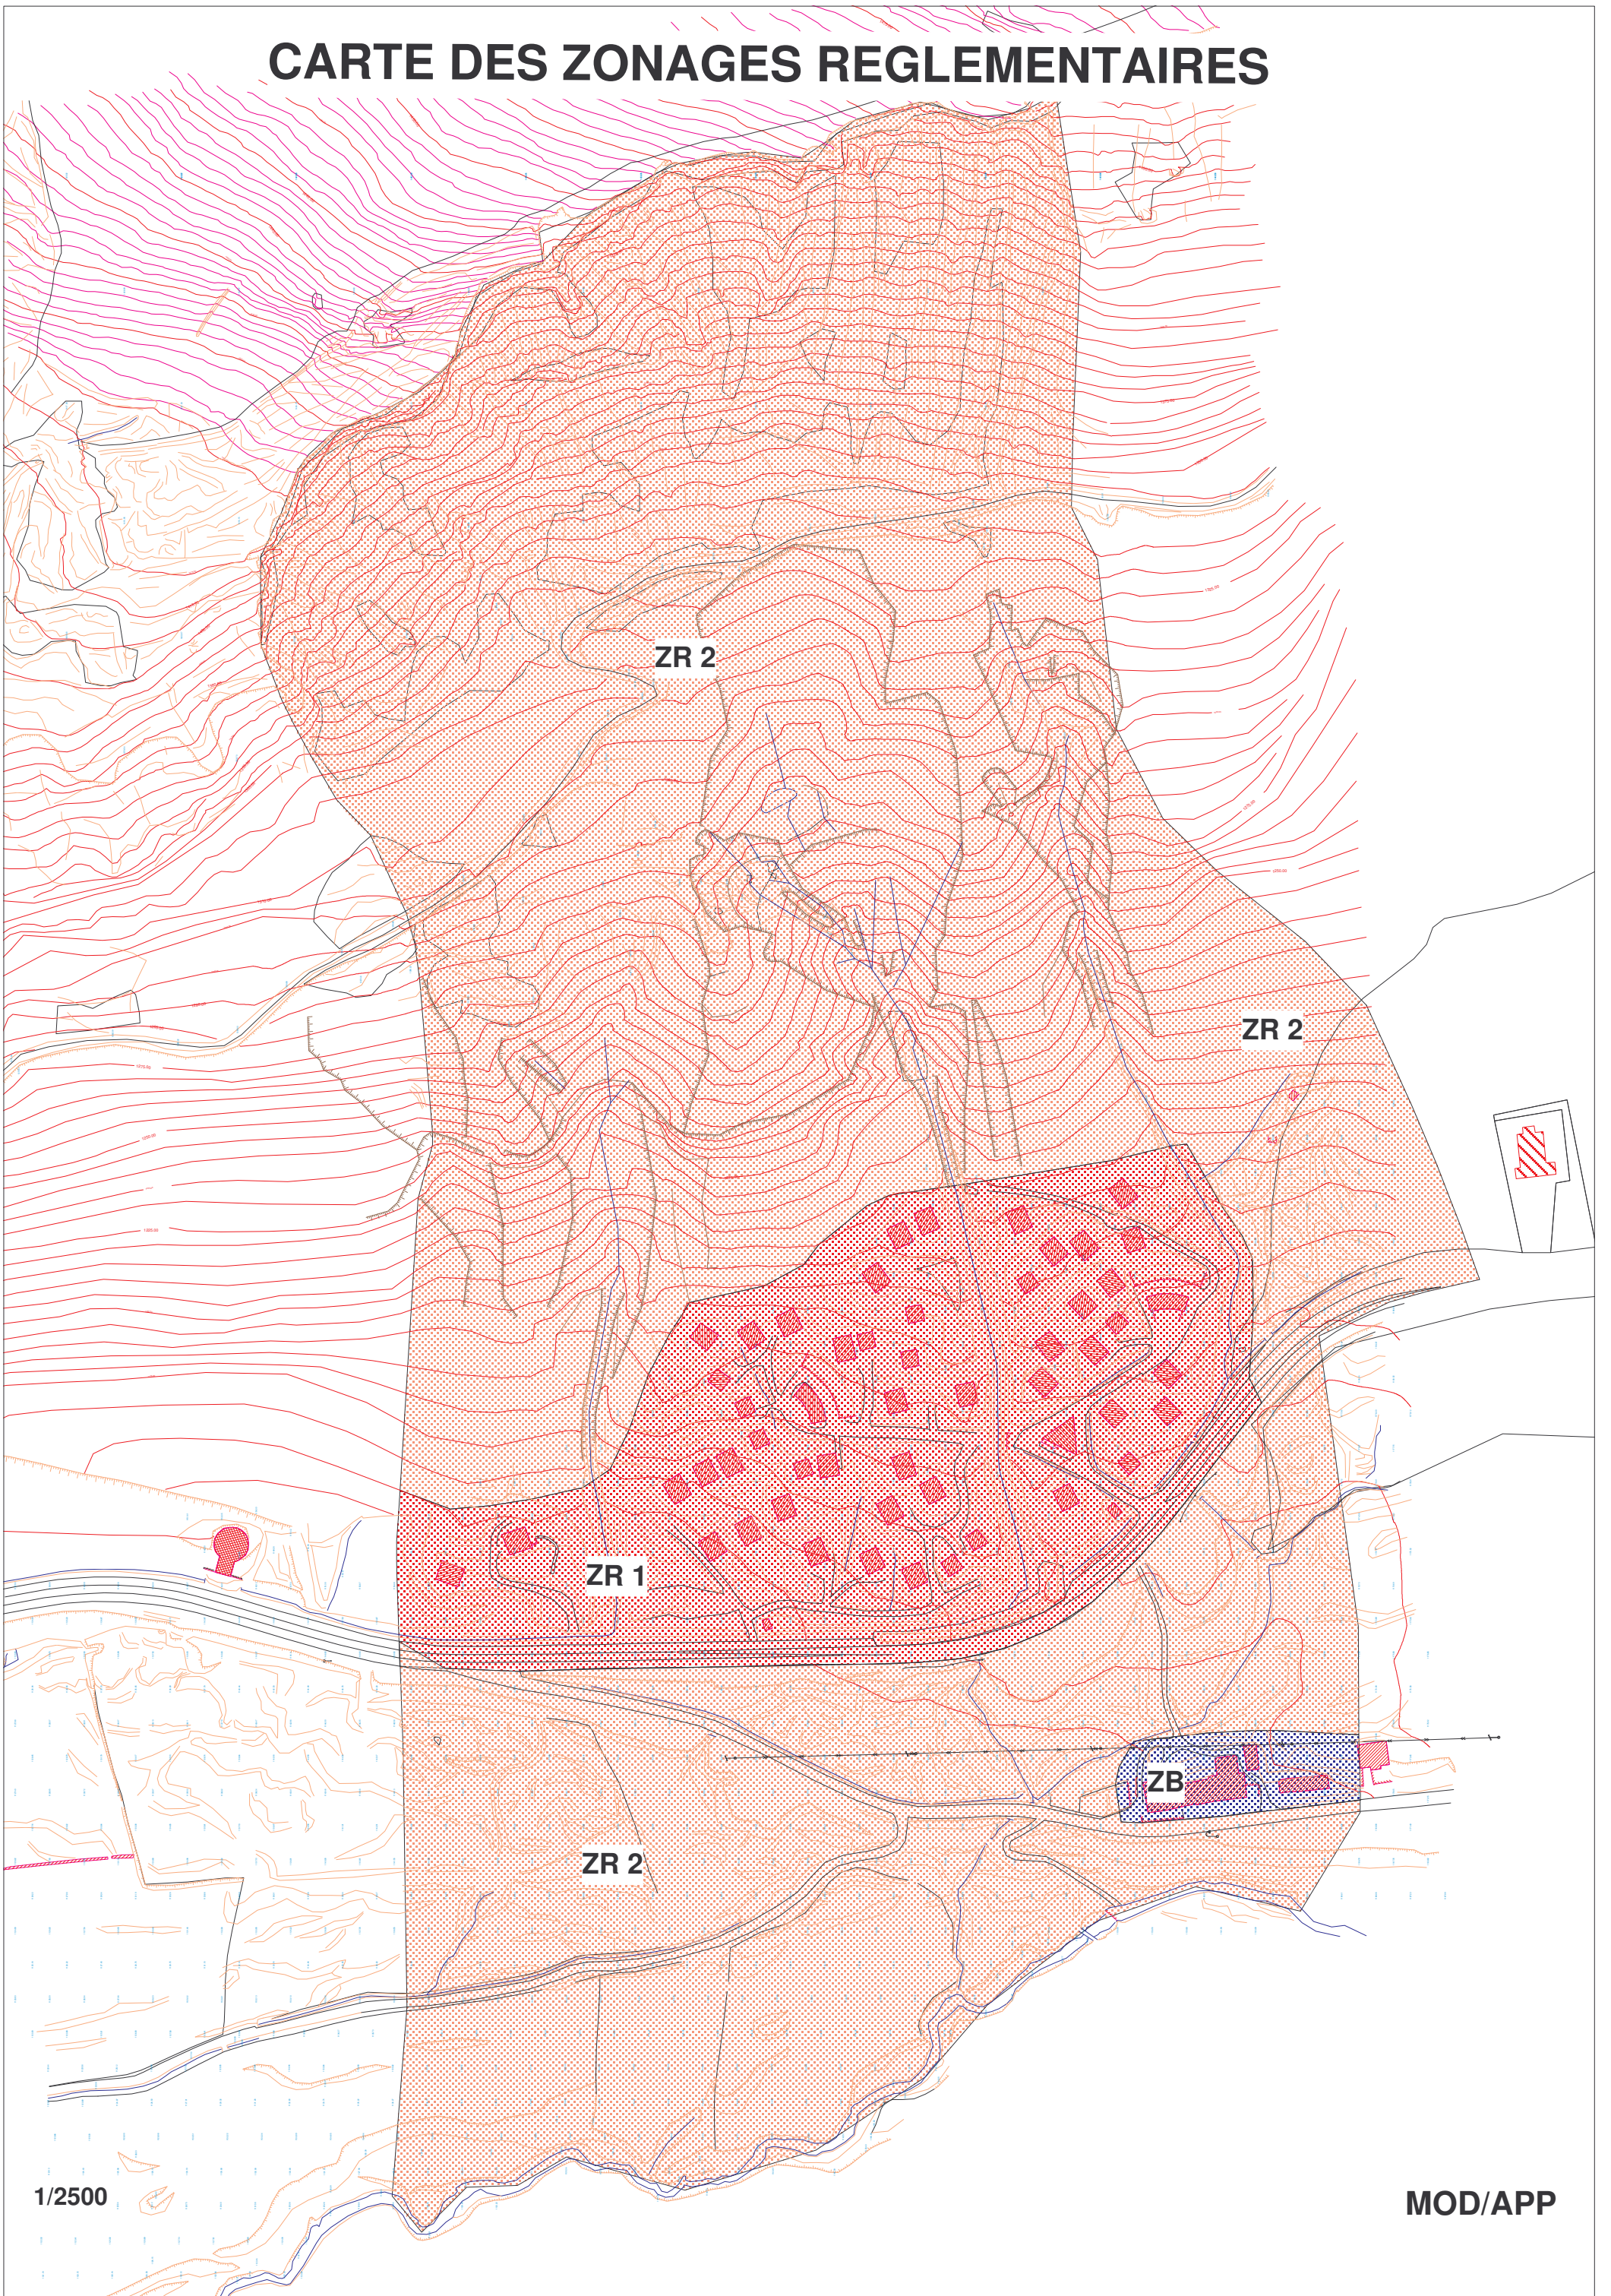 CARTE DES ZONAGES REGLEMENTAIRES
ZR 2
ZR 2
ZR 1
ZB
ZR 2
1/2500
MOD/APP